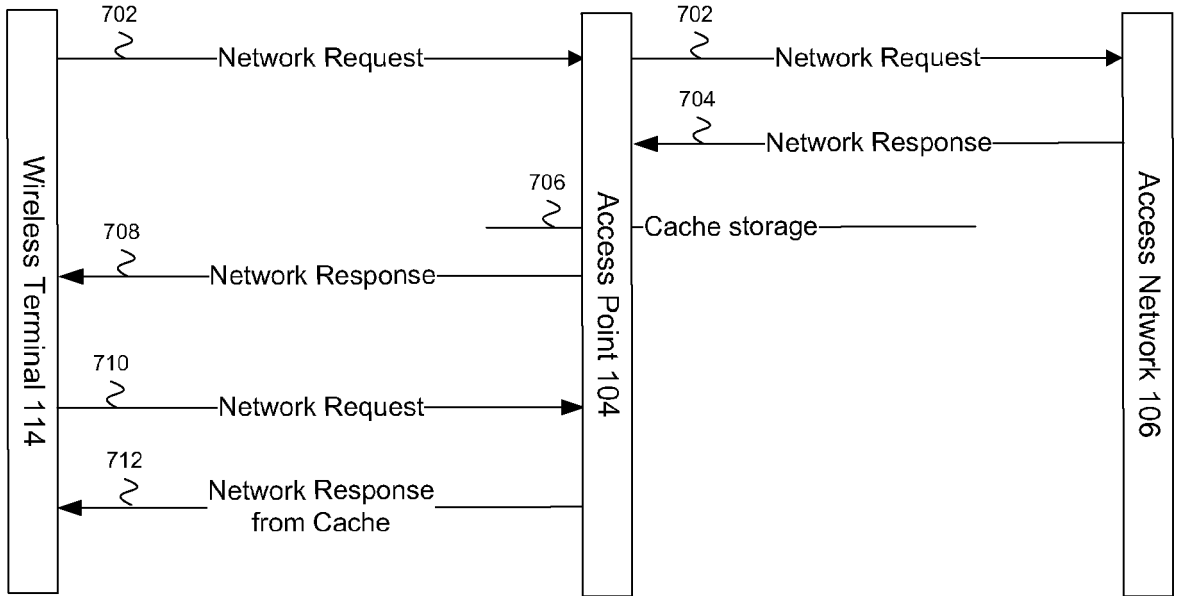 702
Network Request
702
Network Request
704
Network Response
706
Cache storage
708
Network Response
710
Network Request
712
Network Response
from Cache
Wireless Terminal 114
Access Point 104
Access Network 106